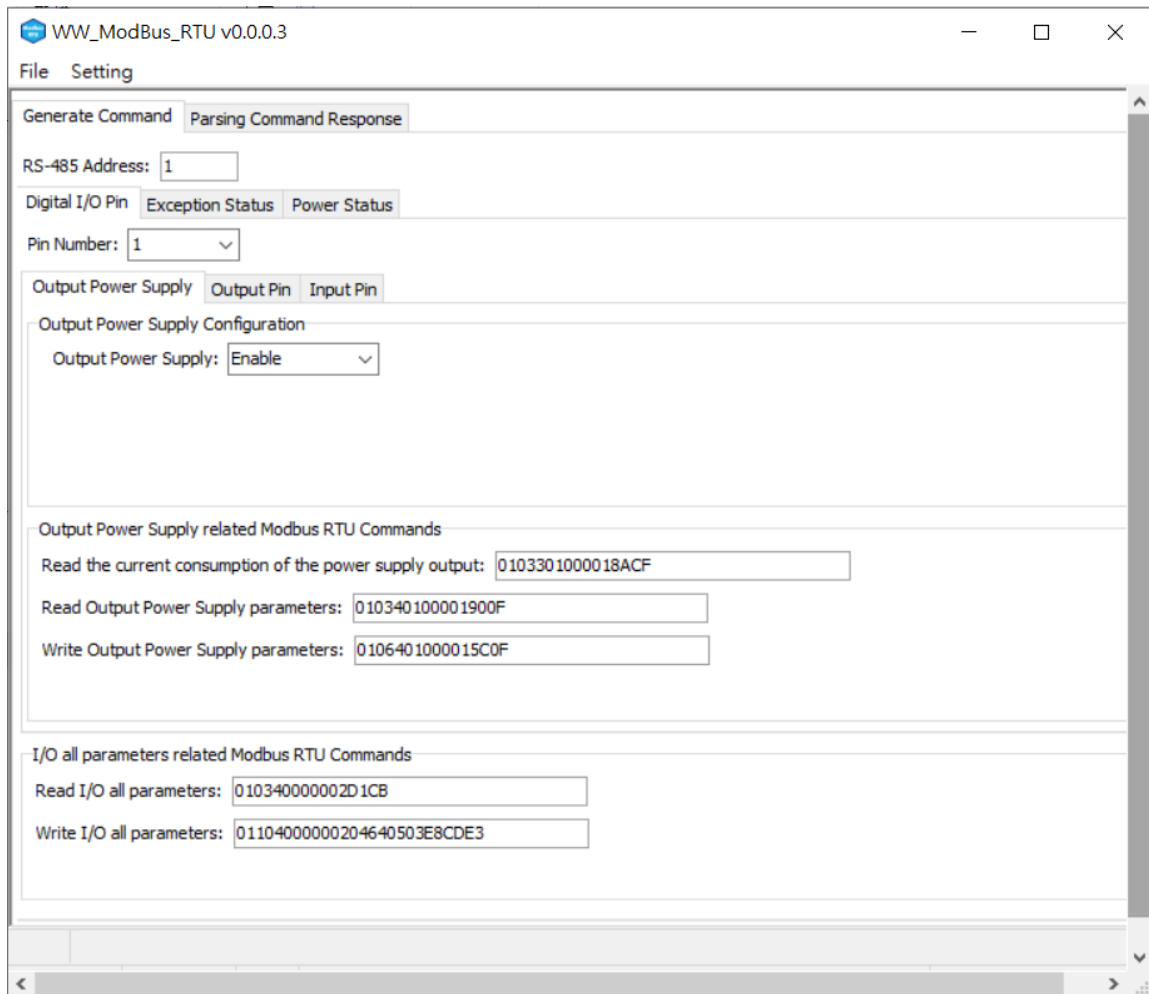 WW_ModBus_RTU v0.0.0.3
File Setting
Generate Command Parsing Command Response
RS-485 Address: 1
Digital I/O Pin Exception Status Power Status
Pin Number: 1
Output Power Supply Output Pin Input Pin
Output Power Supply Configuration
Output Power Supply: Enable
Output Power Supply related Modbus RTU Commands
Read the current consumption of the power supply output: 0103301000018ACF
Read Output Power Supply parameters: 010340100001900F
Write Output Power Supply parameters: 0106401000015C0F
I/O all parameters related Modbus RTU Commands
Read I/O all parameters: 010340000002D1CB
Write I/O all parameters: 01104000000204640503E8CDE3